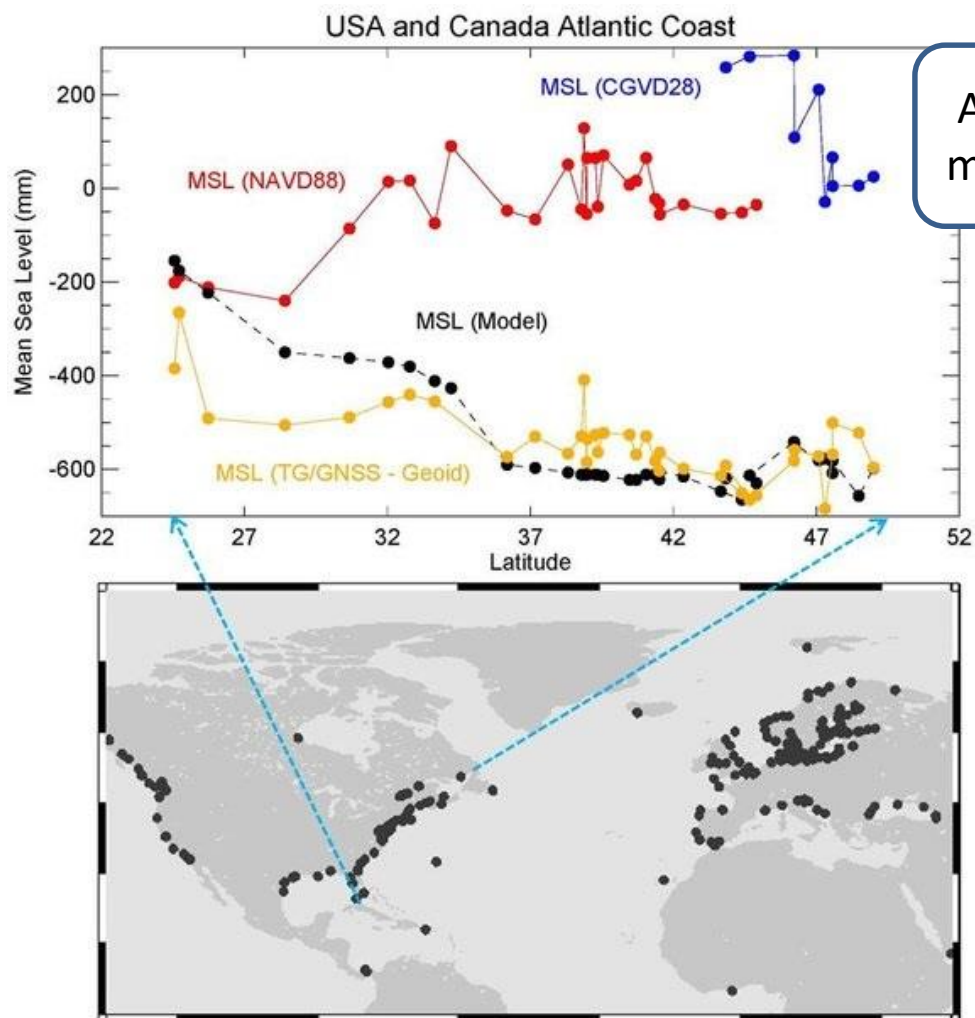 USA and Canada Atlantic Coast
MSL (CGVD28)
MSL (NAVD88)
MSL (Model)
MSL (TG/GNSS - Geoid)
Mean Sea Level (mm)
200
0
-200
-400
-600
22 27 32 37 42 47 52
Latitude
A
m